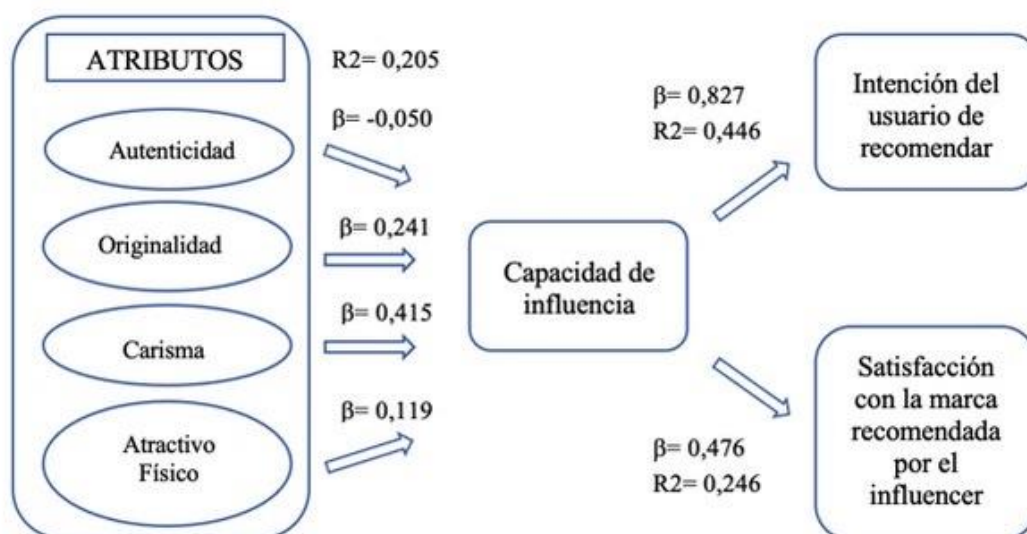 ATRIBUTOS
R2= 0,205
β= -0,050
Autenticidad
β= 0,241
Originalidad
β= 0,415
Carisma
β= 0,119
Atractivo
Físico
Capacidad de
influencia
β= 0,827
R2= 0,446
Intención del
usuario de
recomendar
β= 0,476
R2= 0,246
Satisfacción
con la marca
recomendada
por el
influencer